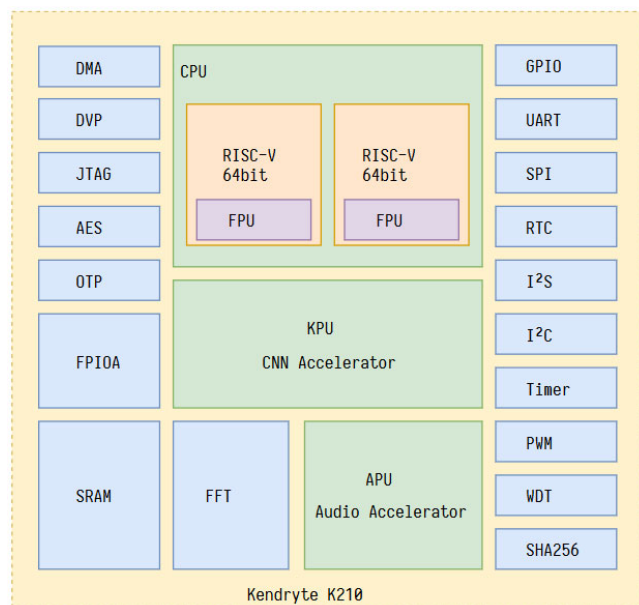 DMA
DVP
JTAG
AES
OTP
FPIOA
SRAM
CPU
RISC-V
64bit
FPU
RISC-V
64bit
FPU
KPU
CNN Accelerator
FFT
APU
Audio Accelerator
GPIO
UART
SPI
RTC
I²S
I²C
Timer
PWM
WDT
SHA256
Kendryte K210